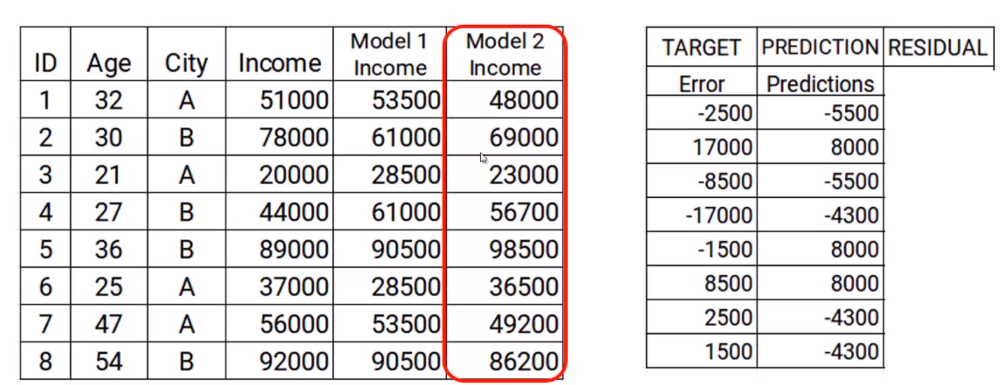 ID Age City Income Model 1 Income Model 2 Income
1 32 A 51000 53500 48000
2 30 B 78000 61000 69000
3 21 A 20000 28500 23000
4 27 B 44000 61000 56700
5 36 B 89000 90500 98500
6 25 A 37000 28500 36500
7 47 A 56000 53500 49200
8 54 B 92000 90500 86200
TARGET PREDICTION RESIDUAL
Error Predictions
-2500 -5500
17000 8000
-8500 -5500
-17000 -4300
-1500 8000
8500 8000
2500 -4300
1500 -4300